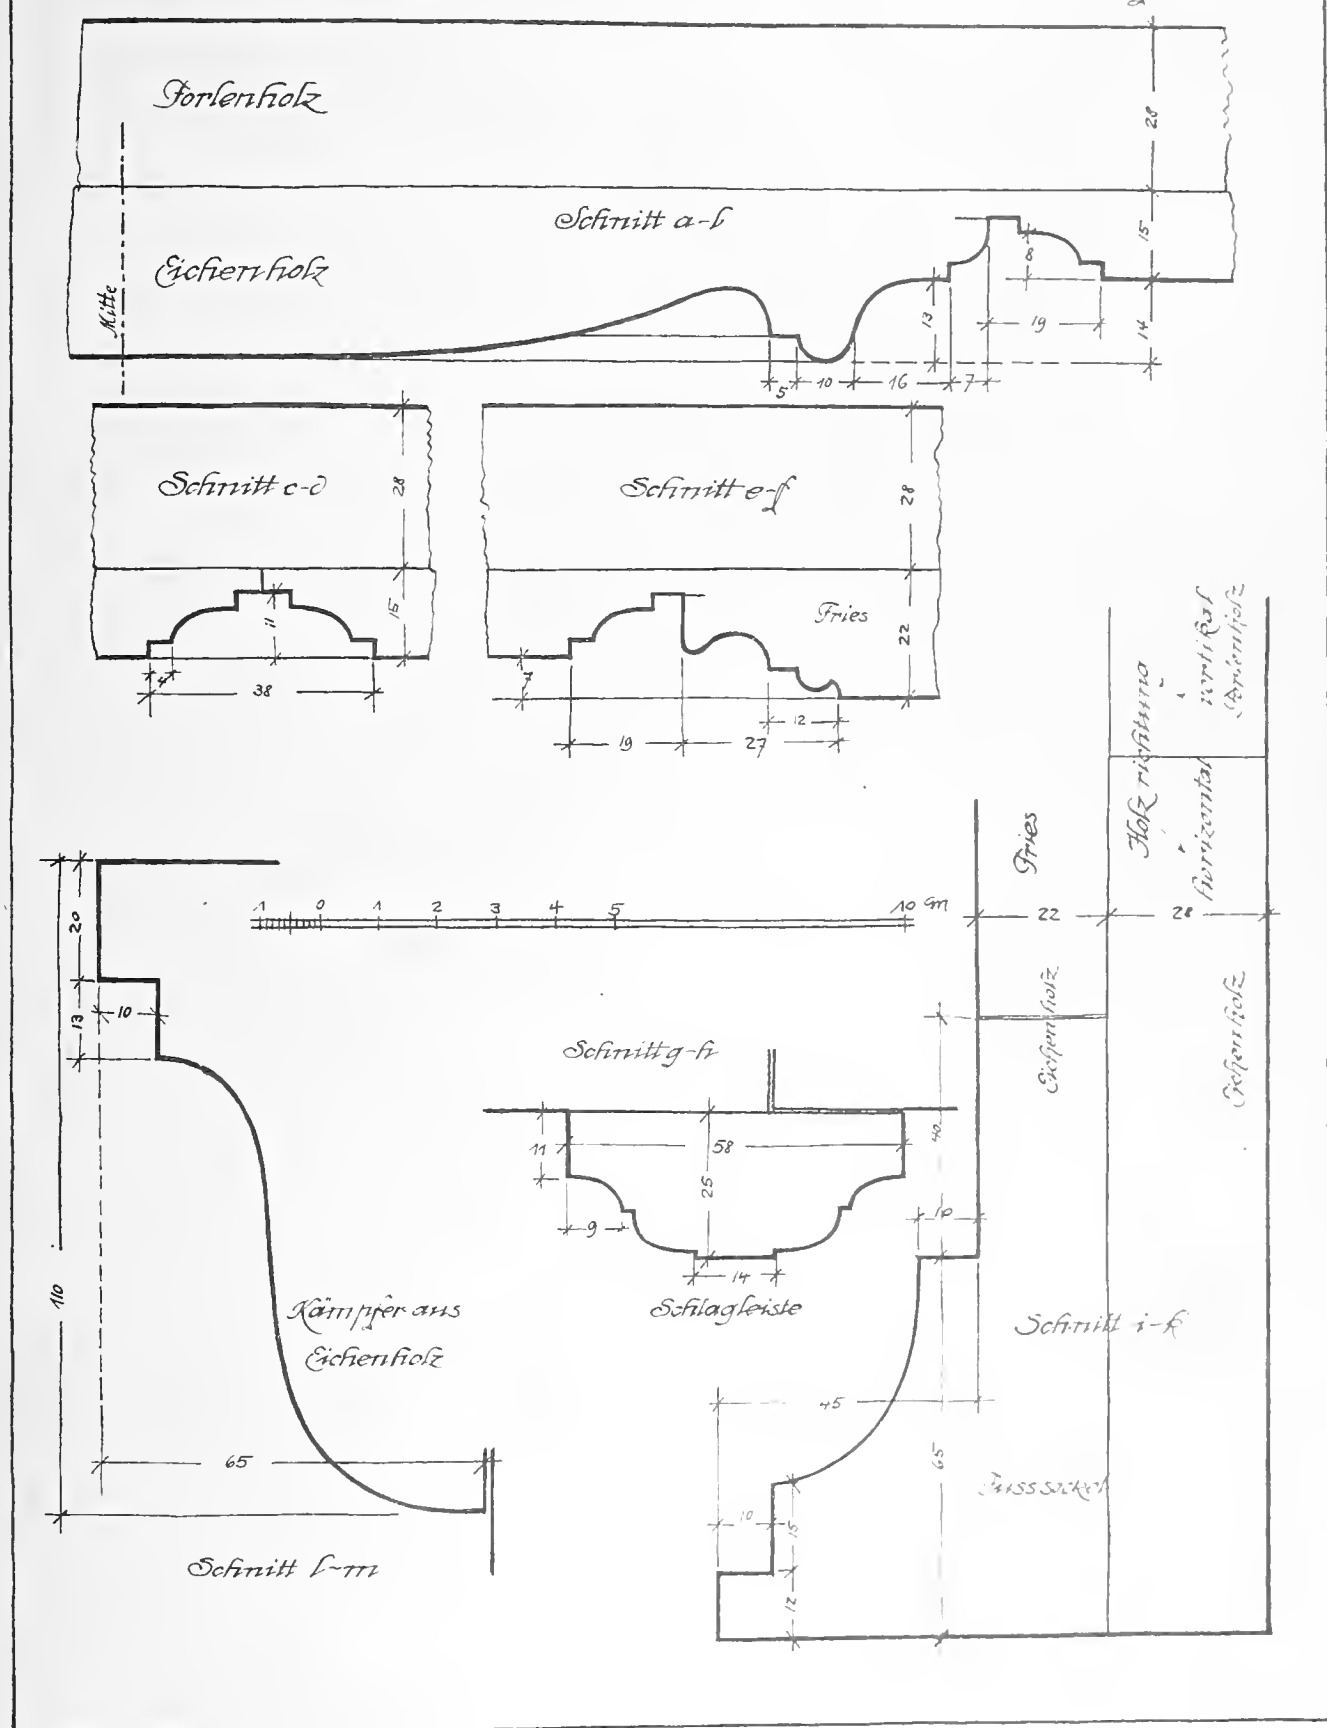 28
Forlenholz
Schnitt a-b
15
Eichenholz
8
Mitte
13
19
14
5
10
16
7
Schnitt c-d
28
Schnitt e-f
28
11
15
Fries
22
4
38
7
12
19
27
Holzrichtung
vertikal
Forlenholz
horizontal
Fries
20
1 0 1 2 3 4 5 10 cm
22
28
13
10
Eichenholz
Eichenholz
Schnitt g-h
11
58
40
25
9
10
14
110
Kämpfer aus
Eichenholz
Schlagleiste
Schnitt i-k
45
65
65
Fusssockel
10
15
Schnitt l-m
12